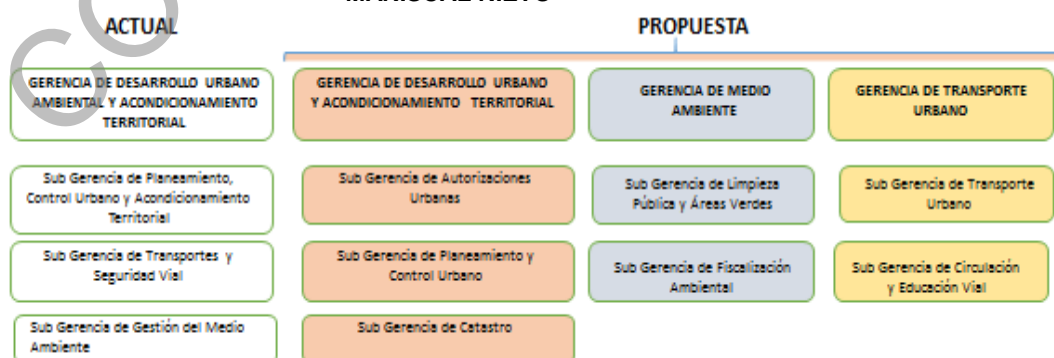 ACTUAL
PROPUESTA
GERENCIA DE DESARROLLO URBANO
AMBIENTAL Y ACONDICIONAMIENTO
TERRITORIAL
GERENCIA DE DESARROLLO URBANO
Y ACONDICIONAMIENTO TERRITORIAL
GERENCIA DE MEDIO
AMBIENTE
GERENCIA DE TRANSPORTE
URBANO
Sub Gerencia de Planeamiento,
Control Urbano y Acondicionamiento
Territorial
Sub Gerencia de Autorizaciones
Urbanas
Sub Gerencia de Limpieza
Pública y Áreas Verdes
Sub Gerencia de Transporte
Urbano
Sub Gerencia de Transportes y
Seguridad Vial
Sub Gerencia de Planeamiento y
Control Urbano
Sub Gerencia de Fiscalización
Ambiental
Sub Gerencia de Circulación
y Educación Vial
Sub Gerencia de Gestión del Medio
Ambiente
Sub Gerencia de Catastro